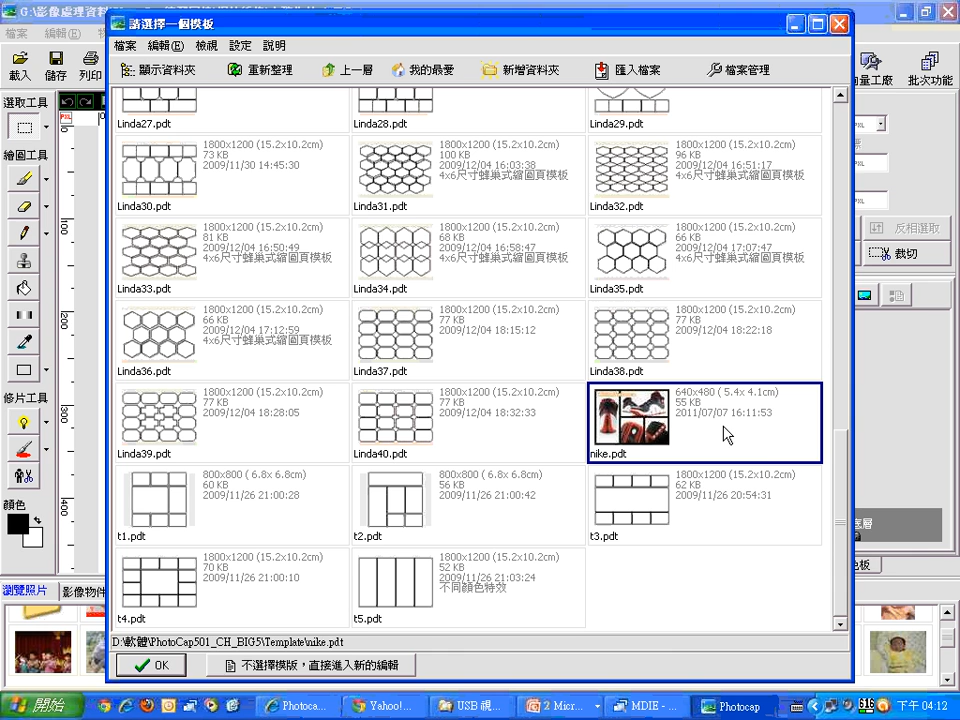 請選擇一個模板
檔案 編輯(E) 檢視 設定 說明
載入 儲存 列印
顯示資料夾 重新整理 上一層 我的最愛 新增資料夾 匯入檔案 檔案管理
批次功能
選取工具
繪圖工具
修片工具
顏色
反相選取
裁切
Linda27.pdt
Linda28.pdt
Linda29.pdt
1800x1200 (15.2x10.2cm)
73 KB
2009/11/30 14:45:30
Linda30.pdt
1800x1200 (15.2x10.2cm)
100 KB
2009/12/04 16:03:38
4x6尺寸蜂巢式縮圖頁模板
Linda31.pdt
1800x1200 (15.2x10.2cm)
96 KB
2009/12/04 16:51:17
4x6尺寸蜂巢式縮圖頁模板
Linda32.pdt
1800x1200 (15.2x10.2cm)
81 KB
2009/12/04 16:50:49
4x6尺寸蜂巢式縮圖頁模板
Linda33.pdt
1800x1200 (15.2x10.2cm)
68 KB
2009/12/04 16:58:47
4x6尺寸蜂巢式縮圖頁模板
Linda34.pdt
1800x1200 (15.2x10.2cm)
66 KB
2009/12/04 17:07:47
4x6尺寸蜂巢式縮圖頁模板
Linda35.pdt
1800x1200 (15.2x10.2cm)
66 KB
2009/12/04 17:12:59
4x6尺寸蜂巢式縮圖頁模板
Linda36.pdt
1800x1200 (15.2x10.2cm)
77 KB
2009/12/04 18:15:12
Linda37.pdt
1800x1200 (15.2x10.2cm)
77 KB
2009/12/04 18:22:18
Linda38.pdt
1800x1200 (15.2x10.2cm)
77 KB
2009/12/04 18:28:05
Linda39.pdt
1800x1200 (15.2x10.2cm)
77 KB
2009/12/04 18:32:33
Linda40.pdt
640x480 ( 5.4x 4.1cm)
55 KB
2011/07/07 16:11:53
nike.pdt
800x800 ( 6.8x 6.8cm)
60 KB
2009/11/26 21:00:28
t1.pdt
800x800 ( 6.8x 6.8cm)
56 KB
2009/11/26 21:00:42
t2.pdt
1800x1200 (15.2x10.2cm)
62 KB
2009/11/26 20:54:31
t3.pdt
1800x1200 (15.2x10.2cm)
70 KB
2009/11/26 21:00:10
t4.pdt
1800x1200 (15.2x10.2cm)
52 KB
2009/11/26 21:03:24
不同顏色特效
t5.pdt
瀏覽照片 影像物件
D:\軟體\PhotoCap501_CH_BIG5\Template\nike.pdt
OK 不選擇模版，直接進入新的編輯
開始 Photoca... Yahoo!... USB 視... 2 Micr... MDIE - ... Photocap 下午 04:12